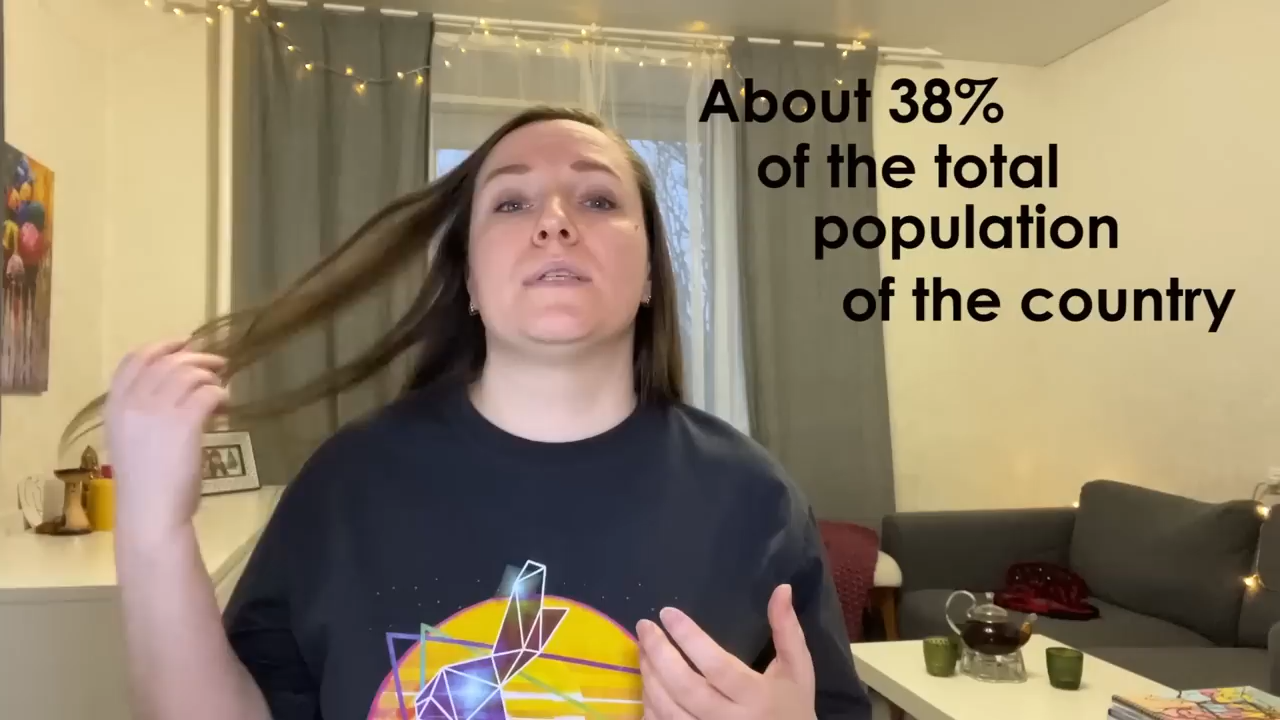 About 38%
of the total
population
of the country